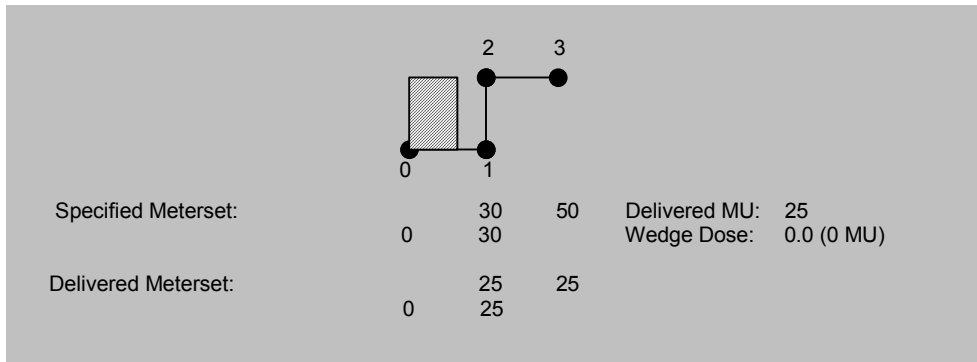 2 3
0 1
Specified Meterset: 30 50 Delivered MU: 25
0 30 Wedge Dose: 0.0 (0 MU)
Delivered Meterset: 25 25
0 25